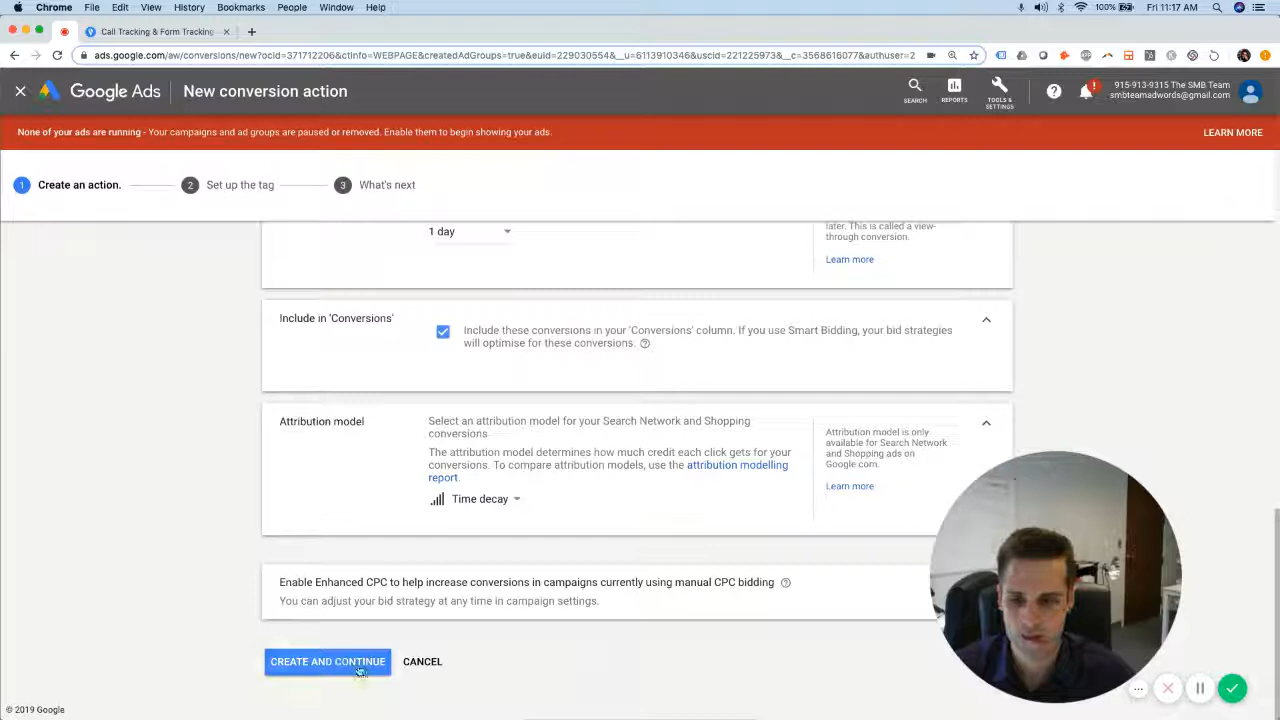 Chrome File Edit View History Bookmarks People Window Help 100% Fri 11:17 AM
Call Tracking & Form Tracking
ads.google.com/aw/conversions/new?ocid=371712206&ctInfo=WEBPAGE&createdAdGroups=true&euid=229030554&__u=6113910346&uscid=221225973&__c=3568616077&authuser=2
Google Ads New conversion action
SEARCH REPORTS TOOLS & SETTINGS
915-913-9315 The SMB Team
smbteamadwords@gmail.com
None of your ads are running - Your campaigns and ad groups are paused or removed. Enable them to begin showing your ads. LEARN MORE
1 Create an action. 2 Set up the tag 3 What's next
1 day
later. This is called a view-
through conversion.
Learn more
Include in 'Conversions'
Include these conversions in your 'Conversions' column. If you use Smart Bidding, your bid strategies
will optimise for these conversions.
Attribution model
Select an attribution model for your Search Network and Shopping
conversions
The attribution model determines how much credit each click gets for your
conversions. To compare attribution models, use the attribution modelling
report.
Time decay
Attribution model is only
available for Search Network
and Shopping ads on
Google.com.
Learn more
Enable Enhanced CPC to help increase conversions in campaigns currently using manual CPC bidding
You can adjust your bid strategy at any time in campaign settings.
CREATE AND CONTINUE CANCEL
© 2019 Google